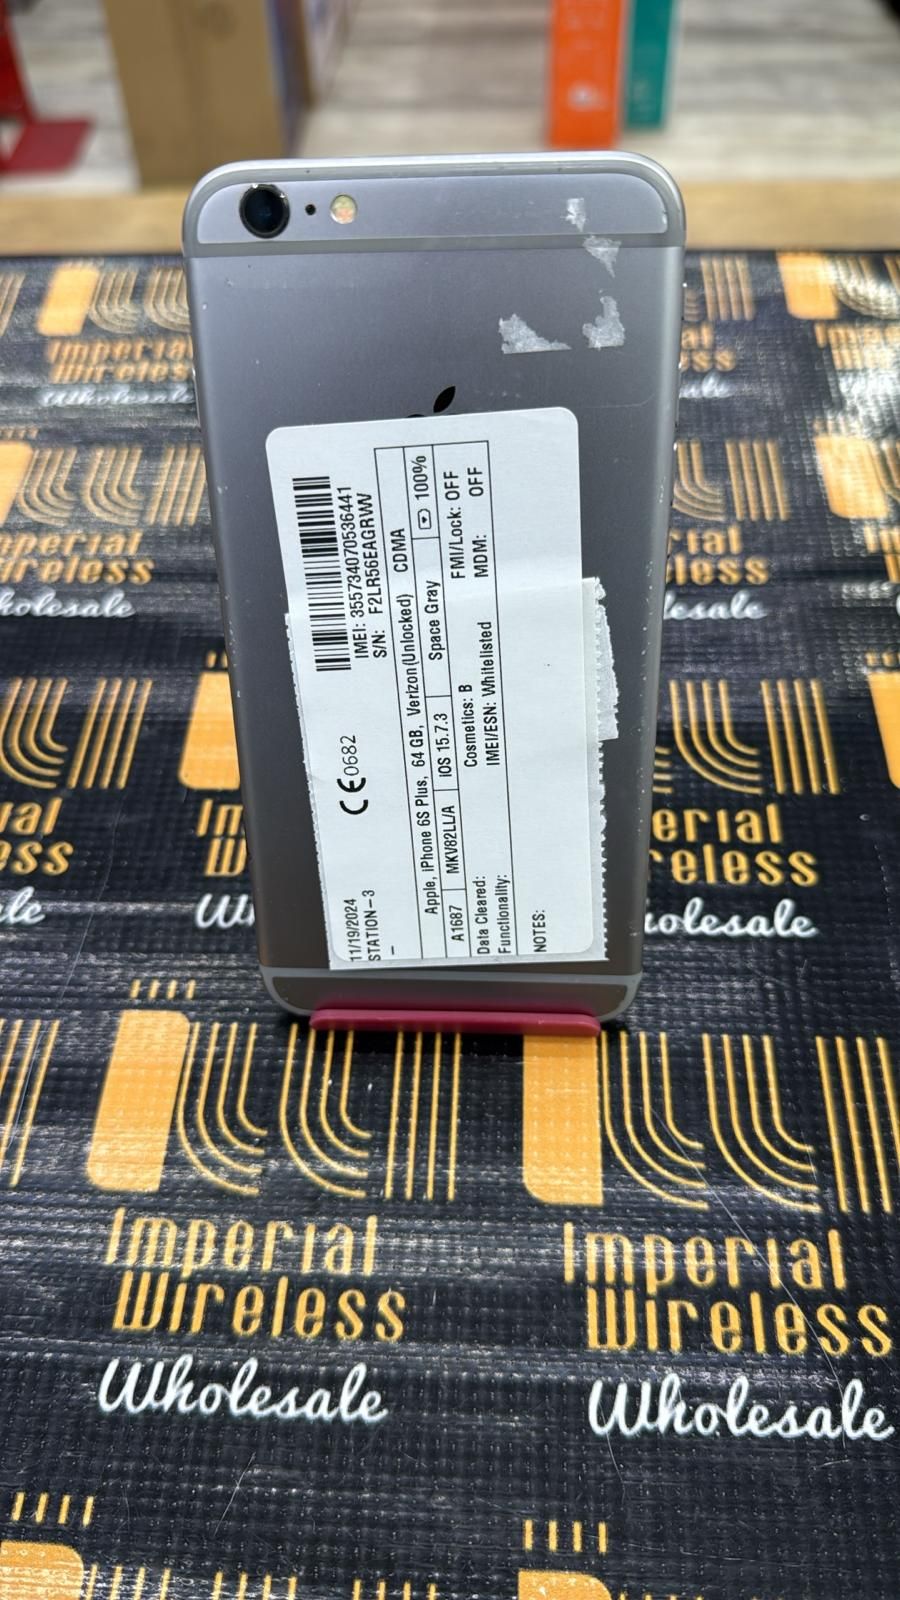 IMEI: 355734070536441
S/N: F2LR56EAGRWV
CE0682
11/19/2024
STATION-3
–
Apple, iPhone 6S Plus, 64 GB, Verizon(Unlocked) CDMA
A1687 MKV82LL/A iOS 15.7.3 Space Gray 100%
Data Cleared: Cosmetics: B FMI/Lock: OFF
Functionality: IMEI/ESN: Whitelisted MDM: OFF
NOTES:
Imperial
Wireless
Wholesale
Imperial
Wireless
Wholesale